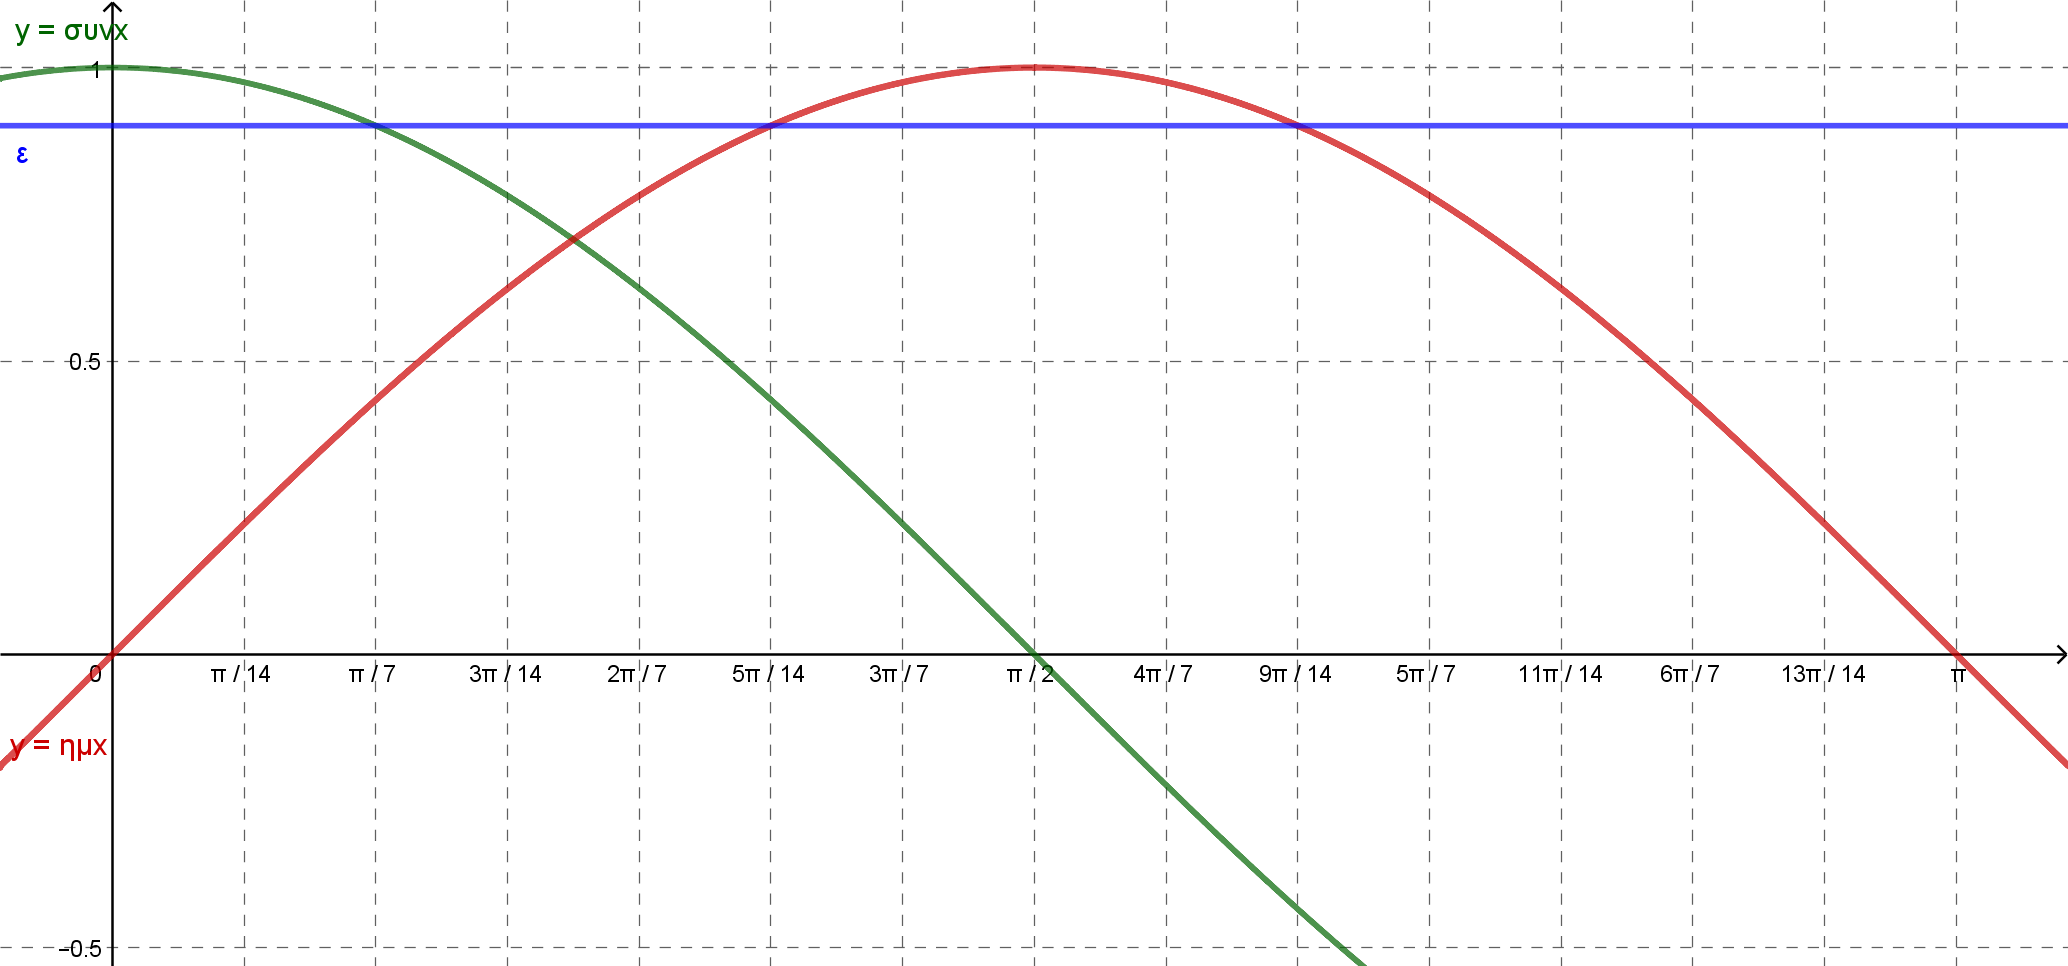 y = συνx
1
ε
0.5
0 π / 14 π / 7 3π / 14 2π / 7 5π / 14 3π / 7 π / 2 4π / 7 9π / 14 5π / 7 11π / 14 6π / 7 13π / 14 π
y = ημx
−0.5